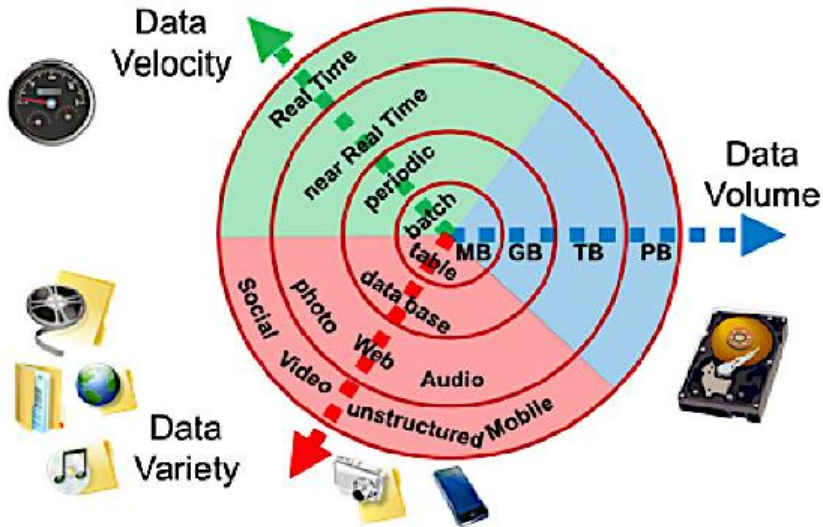 Data
Velocity
Real Time
near Real Time
periodic
batch
Data
Volume
MB GB TB PB
table
data base
photo Web Audio
Social Video unstructured/Mobile
Data
Variety